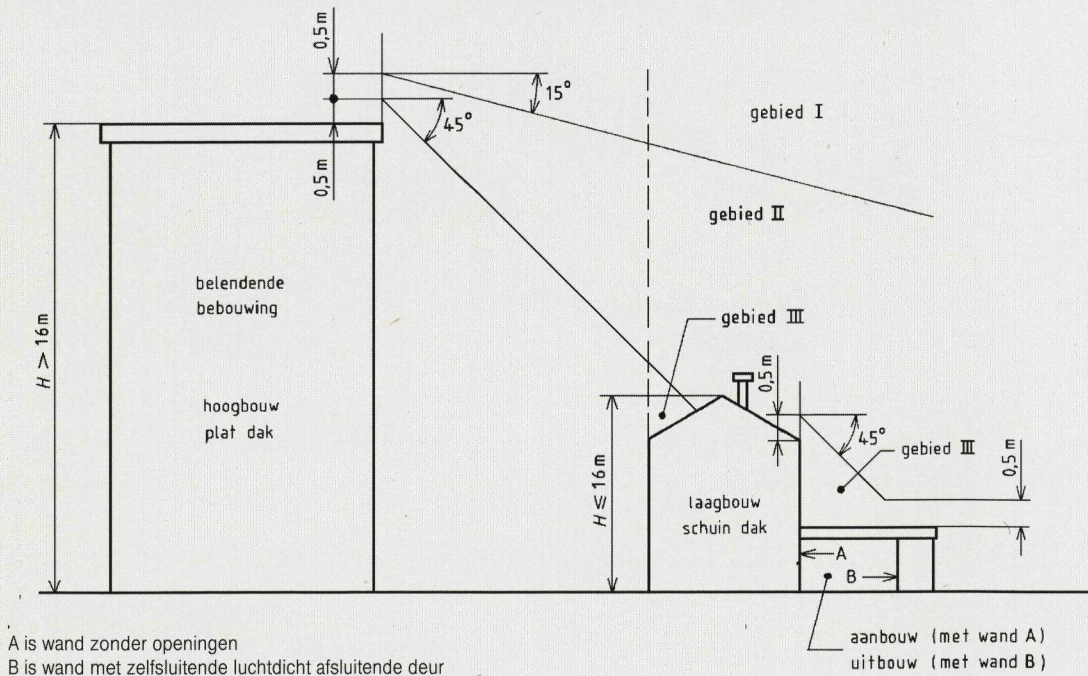 0,5 m
15°
45°
0,5 m
gebied I
gebied II
belendende
bebouwing
gebied III
H > 16 m
hoogbouw
plat dak
0,5 m
45°
gebied III
0,5 m
H ≤ 16 m
laagbouw
schuin dak
A
B
aanbouw (met wand A)
uitbouw (met wand B)
A is wand zonder openingen
B is wand met zelfsluitende luchtdicht afsluitende deur